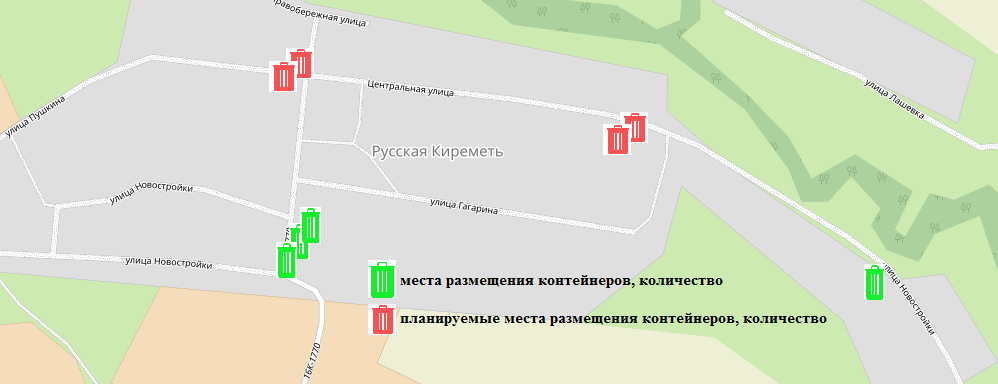 равобережная улица
улица Пушкина
Центральная улица
улица Лашевка
Русская Киреметь
улица Новостройки
улица Гагарина
улица Новостройки
места размещения контейнеров, количество
улица Новостройки
планируемые места размещения контейнеров, количество
16К-1770